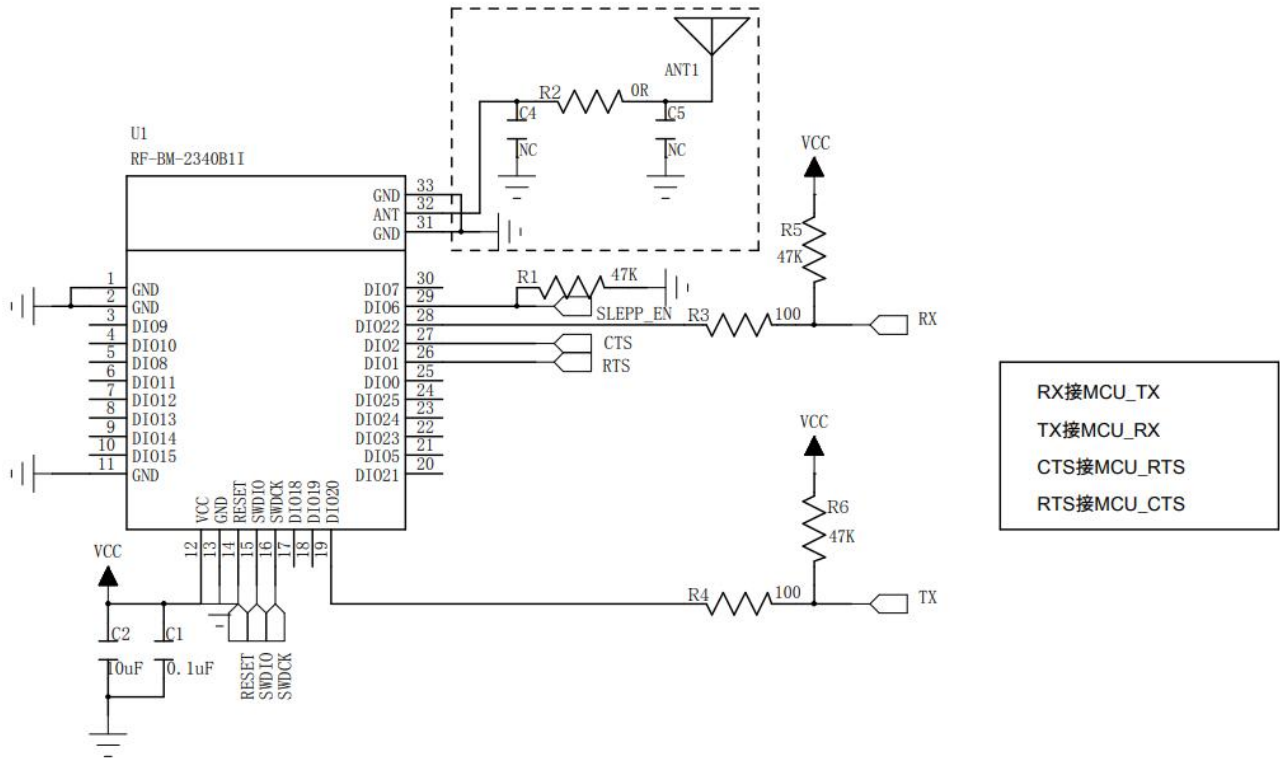 ANT1
R2
0R
C4
NC
C5
NC
U1
RF-BM-2340B1I
GND 33
ANT 32
GND 31
VCC
R5
47K
1 GND
2 GND
3 DIO9
4 DIO10
5 DIO8
6 DIO11
7 DIO12
8 DIO13
9 DIO14
10 DIO15
11 GND
DIO7 30
DIO6 29
DIO22 28
DIO2 27
DIO1 26
DIO0 25
DIO25 24
DIO24 23
DIO23 22
DIO5 21
DIO21 20
R1
47K
SLEPP_EN
R3
100
RX
CTS
RTS
VCC
GND
RESET
SWDIO
SWDCK
DIO18
DIO19
DIO20
12
13
14
15
16
17
18
19
VCC
C2
10uF
C1
0.1uF
RESET
SWDIO
SWDCK
VCC
R6
47K
R4
100
TX
RX接MCU_TX
TX接MCU_RX
CTS接MCU_RTS
RTS接MCU_CTS